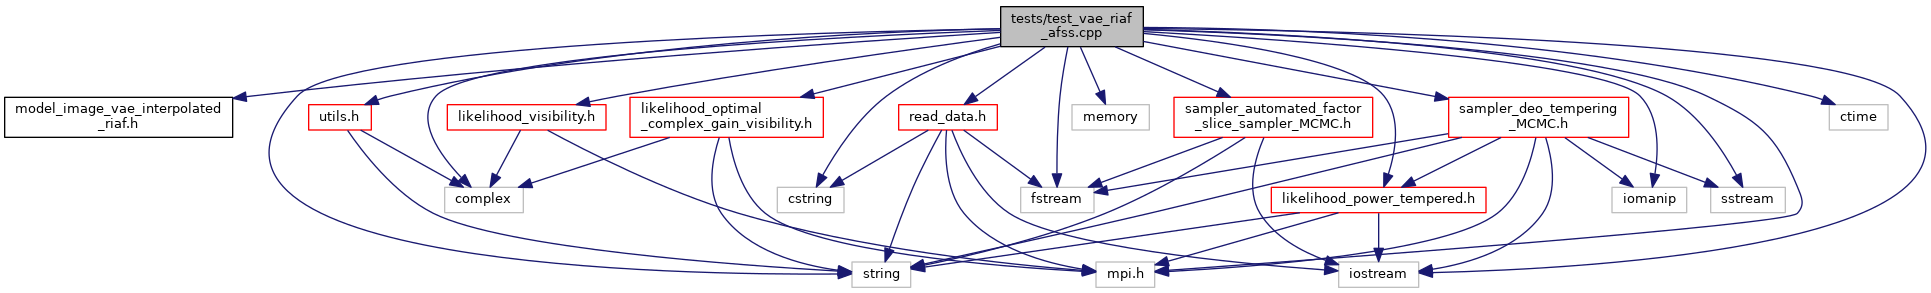 tests/test_vae_riaf
_afss.cpp
model_image_vae_interpolated
_riaf.h
utils.h
likelihood_visibility.h
likelihood_optimal
_complex_gain_visibility.h
read_data.h
memory
sampler_automated_factor
_slice_sampler_MCMC.h
sampler_deo_tempering
_MCMC.h
ctime
complex
cstring
fstream
likelihood_power_tempered.h
iomanip
sstream
string
mpi.h
iostream